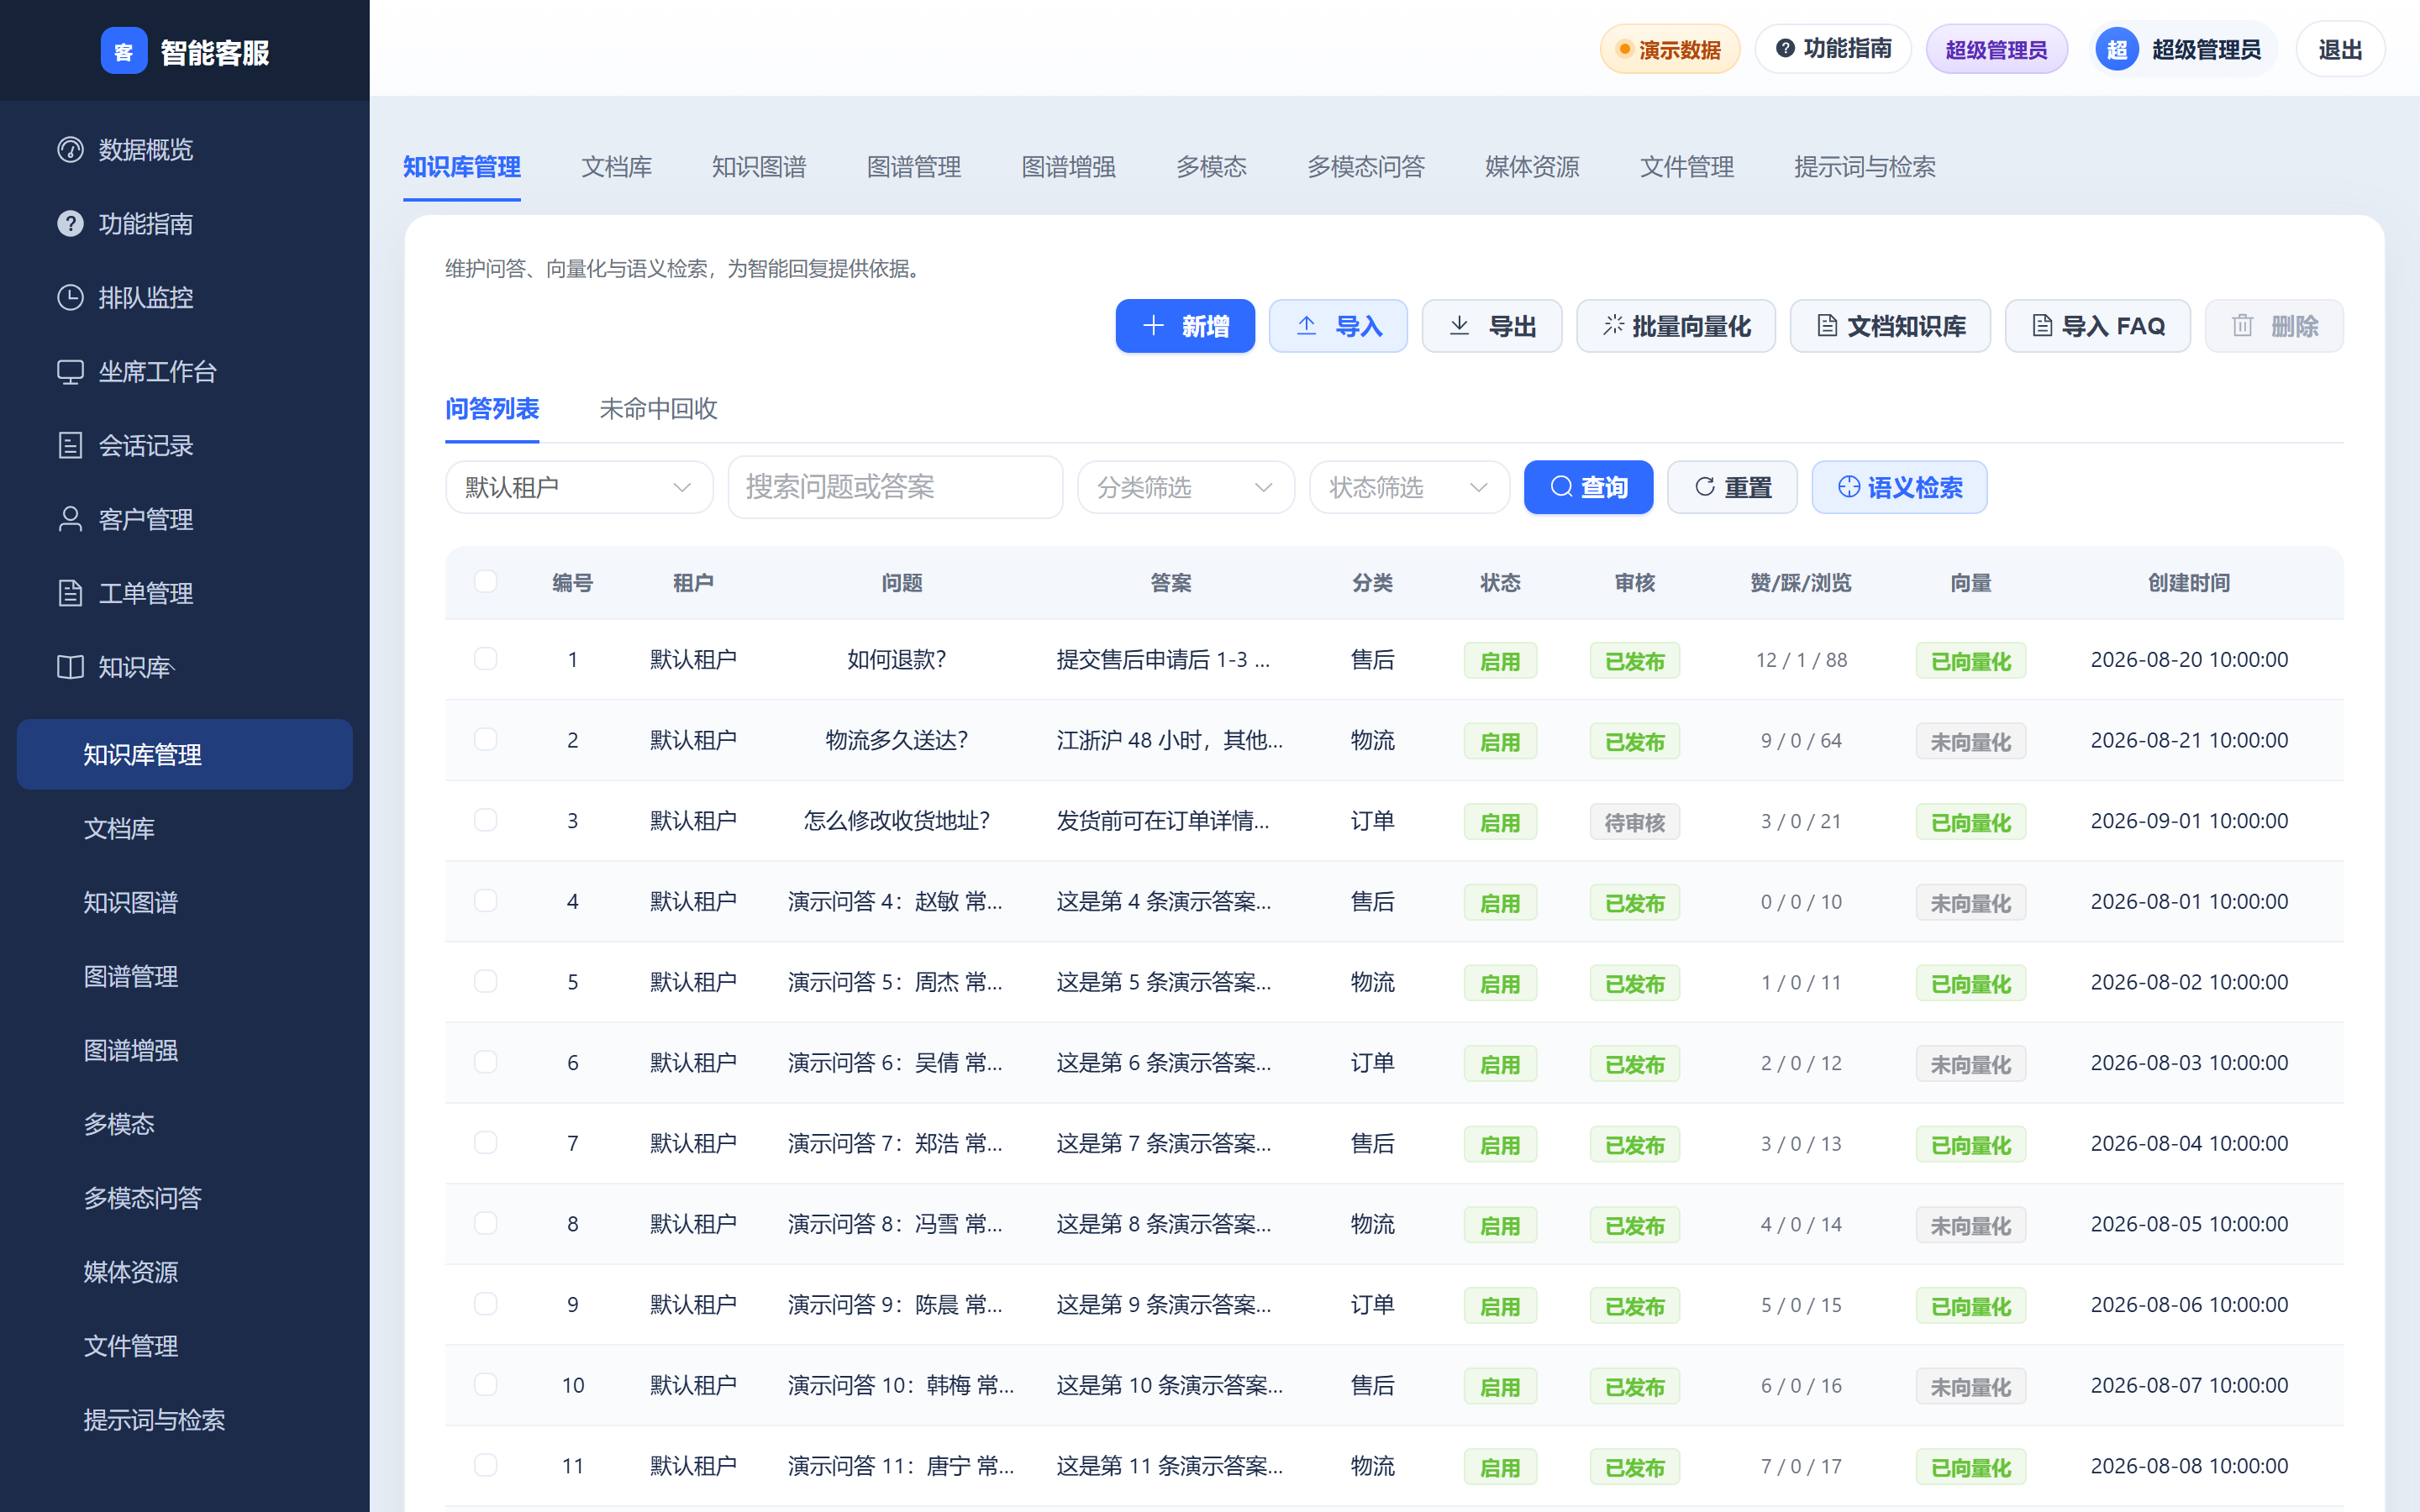 客 智能客服
演示数据 功能指南 超级管理员 超 超级管理员 退出
数据概览
功能指南
排队监控
坐席工作台
会话记录
客户管理
工单管理
知识库
知识库管理
文档库
知识图谱
图谱管理
图谱增强
多模态
多模态问答
媒体资源
文件管理
提示词与检索
知识库管理 文档库 知识图谱 图谱管理 图谱增强 多模态 多模态问答 媒体资源 文件管理 提示词与检索
维护问答、向量化与语义检索，为智能回复提供依据。
新增 导入 导出 批量向量化 文档知识库 导入 FAQ 删除
问答列表 未命中回收
默认租户 搜索问题或答案 分类筛选 状态筛选 查询 重置 语义检索
编号 租户 问题 答案 分类 状态 审核 赞/踩/浏览 向量 创建时间
1 默认租户 如何退款？ 提交售后申请后 1-3 ... 售后 启用 已发布 12 / 1 / 88 已向量化 2026-08-20 10:00:00
2 默认租户 物流多久送达？ 江浙沪 48 小时，其他... 物流 启用 已发布 9 / 0 / 64 未向量化 2026-08-21 10:00:00
3 默认租户 怎么修改收货地址？ 发货前可在订单详情... 订单 启用 待审核 3 / 0 / 21 已向量化 2026-09-01 10:00:00
4 默认租户 演示问答 4：赵敏 常... 这是第 4 条演示答案... 售后 启用 已发布 0 / 0 / 10 未向量化 2026-08-01 10:00:00
5 默认租户 演示问答 5：周杰 常... 这是第 5 条演示答案... 物流 启用 已发布 1 / 0 / 11 已向量化 2026-08-02 10:00:00
6 默认租户 演示问答 6：吴倩 常... 这是第 6 条演示答案... 订单 启用 已发布 2 / 0 / 12 未向量化 2026-08-03 10:00:00
7 默认租户 演示问答 7：郑浩 常... 这是第 7 条演示答案... 售后 启用 已发布 3 / 0 / 13 已向量化 2026-08-04 10:00:00
8 默认租户 演示问答 8：冯雪 常... 这是第 8 条演示答案... 物流 启用 已发布 4 / 0 / 14 未向量化 2026-08-05 10:00:00
9 默认租户 演示问答 9：陈晨 常... 这是第 9 条演示答案... 订单 启用 已发布 5 / 0 / 15 已向量化 2026-08-06 10:00:00
10 默认租户 演示问答 10：韩梅 常... 这是第 10 条演示答案... 售后 启用 已发布 6 / 0 / 16 未向量化 2026-08-07 10:00:00
11 默认租户 演示问答 11：唐宁 常... 这是第 11 条演示答案... 物流 启用 已发布 7 / 0 / 17 已向量化 2026-08-08 10:00:00